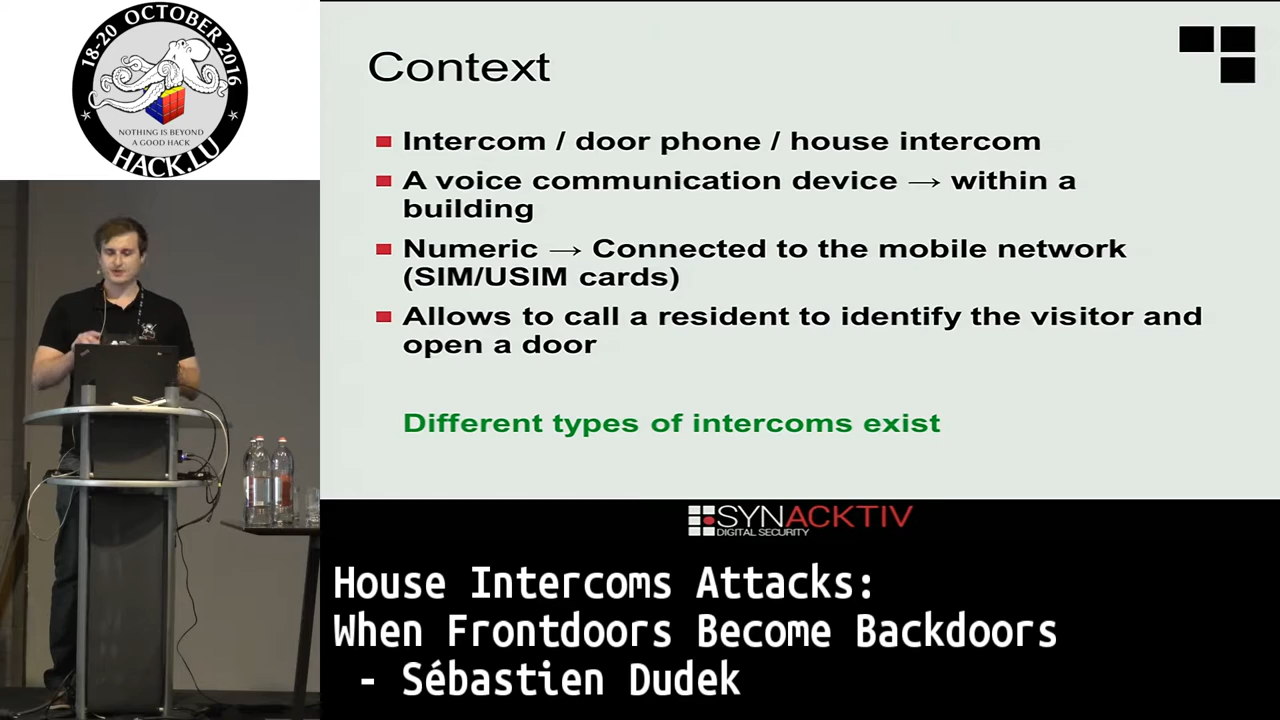 18-20 OCTOBER 2016
NOTHING IS BEYOND
A GOOD HACK
HACK.LU
Context
Intercom / door phone / house intercom
A voice communication device → within a
building
Numeric → Connected to the mobile network
(SIM/USIM cards)
Allows to call a resident to identify the visitor and
open a door
Different types of intercoms exist
SYNACKTIV
DIGITAL SECURITY
House Intercoms Attacks:
When Frontdoors Become Backdoors
- Sébastien Dudek